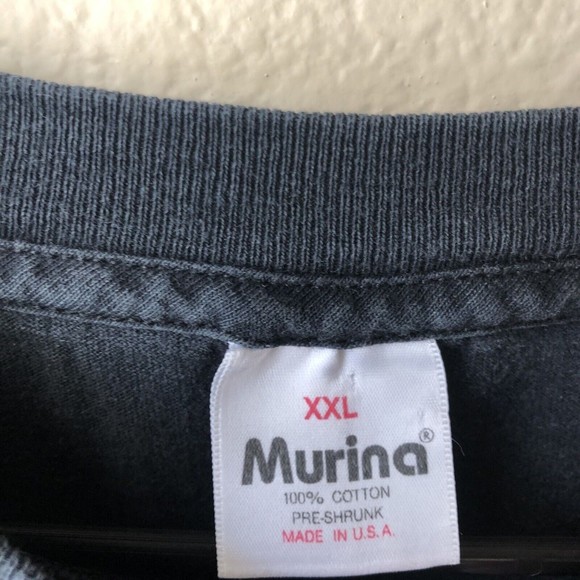 XXL
Murina®
100% COTTON
PRE-SHRUNK
MADE IN U.S.A.